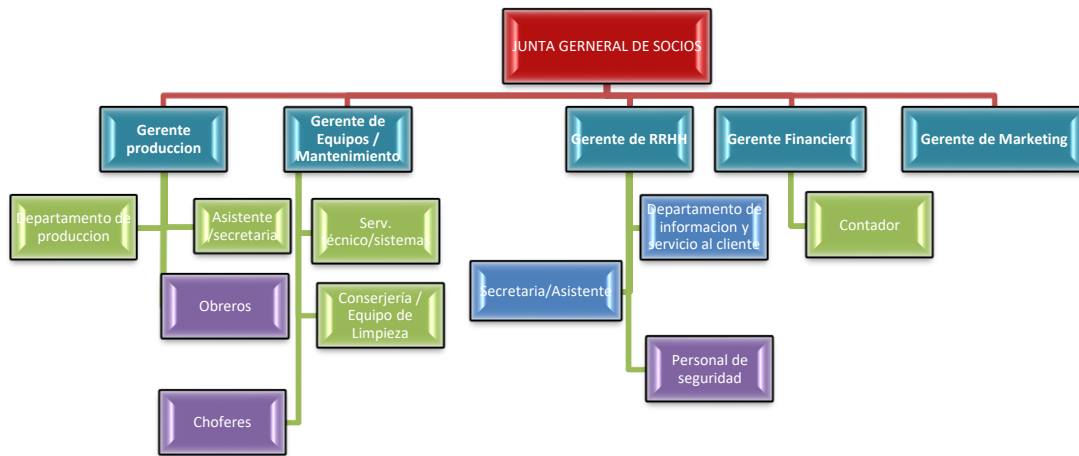 JUNTA GERNERAL DE SOCIOS
Gerente
produccion
Gerente de
Equipos /
Mantenimiento
Gerente de RRHH
Gerente Financiero
Gerente de Marketing
Departamento de
produccion
Asistente
/secretaria
Serv.
técnico/sistemas
Departamento de
informacion y
servicio al cliente
Contador
Obreros
Conserjería /
Equipo de
Limpieza
Secretaria/Asistente
Personal de
seguridad
Choferes